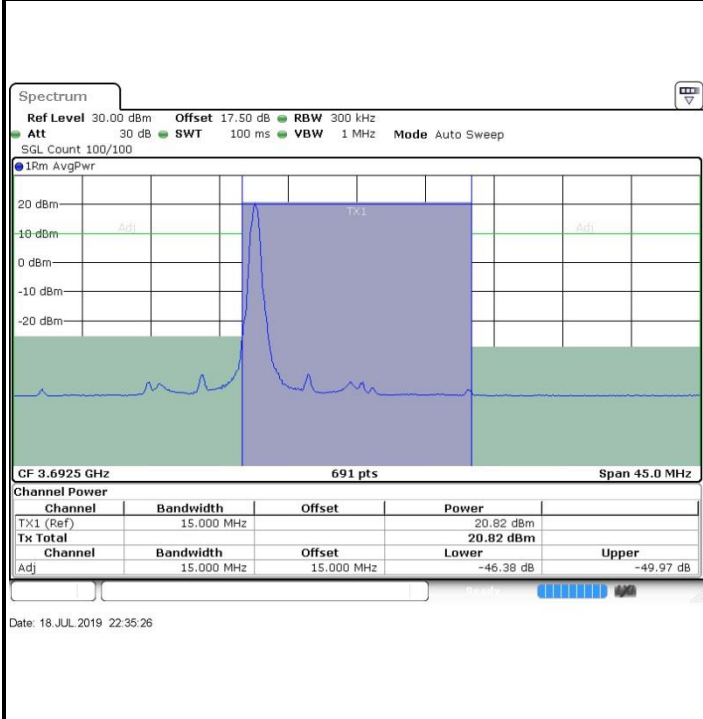 Spectrum
Ref Level 30.00 dBm Offset 17.50 dB RBW 300 kHz
Att 30 dB SWT 100 ms VBW 1 MHz Mode Auto Sweep
SGL Count 100/100
1Rm AvgPwr
20 dBm
TX1
Adj Adj
10 dBm
0 dBm
-10 dBm
-20 dBm
CF 3.6925 GHz 691 pts Span 45.0 MHz
Channel Power
Channel Bandwidth Offset Power
TX1 (Ref) 15.000 MHz 20.82 dBm
Tx Total 20.82 dBm
Channel Bandwidth Offset Lower Upper
Adj 15.000 MHz 15.000 MHz -46.38 dB -49.97 dB
Ready
Date: 18.JUL.2019 22:35:26